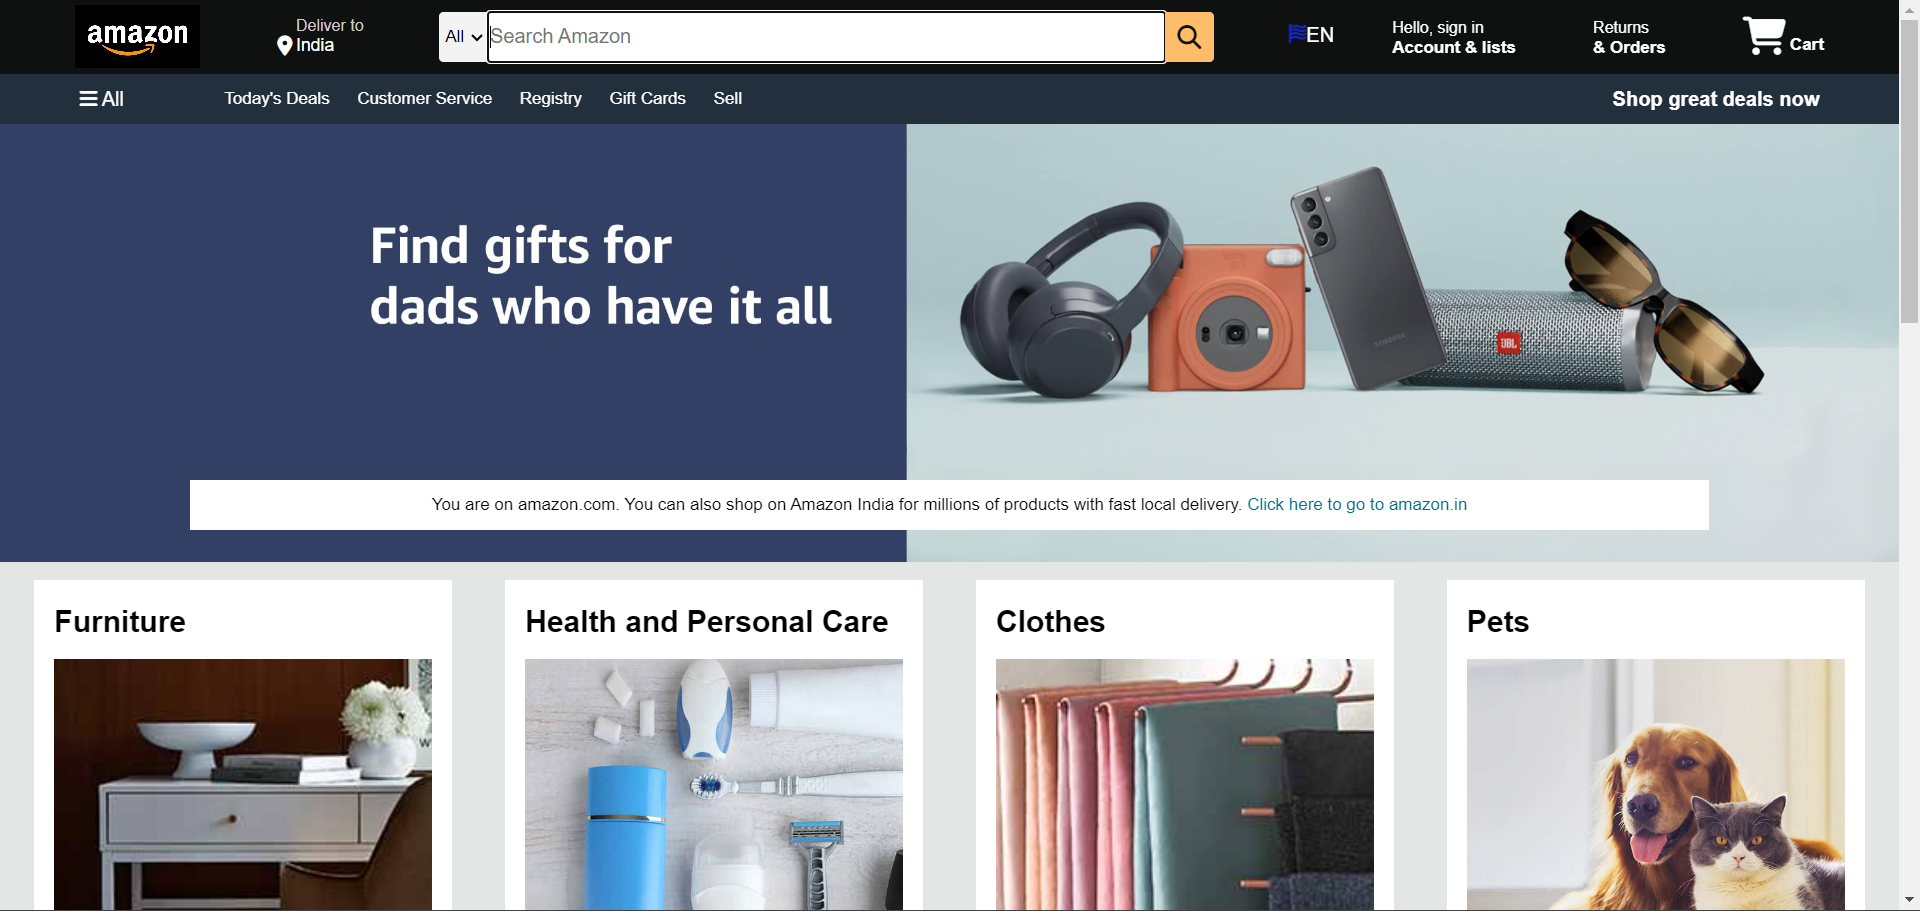 amazon
Deliver to
India
All
Search Amazon
EN
Hello, sign in
Account & lists
Returns
& Orders
Cart
All
Today's Deals
Customer Service
Registry
Gift Cards
Sell
Shop great deals now
Find gifts for
dads who have it all
SAMSUNG
JBL
You are on amazon.com. You can also shop on Amazon India for millions of products with fast local delivery. Click here to go to amazon.in
Furniture
Health and Personal Care
Clothes
Pets